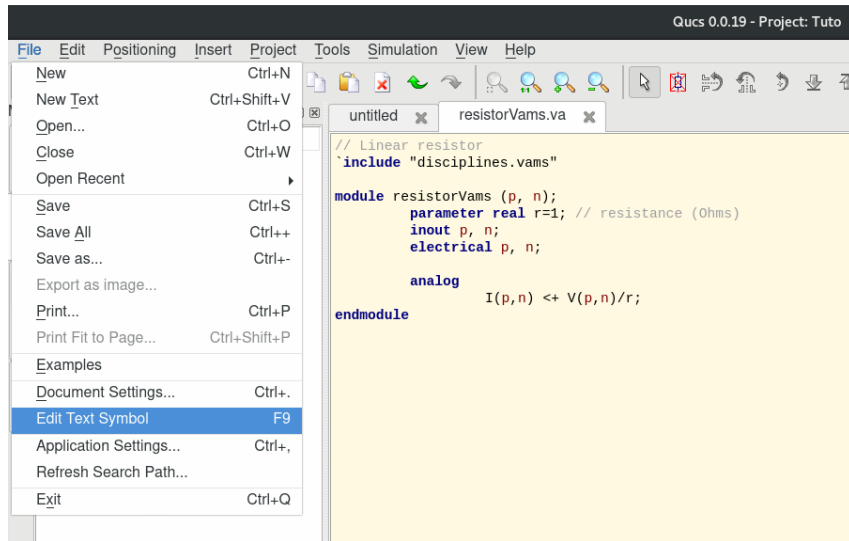 Qucs 0.0.19 - Project: Tuto
File Edit Positioning Insert Project Tools Simulation View Help
New Ctrl+N
New Text Ctrl+Shift+V
Open... Ctrl+O
Close Ctrl+W
Open Recent
Save Ctrl+S
Save All Ctrl++
Save as... Ctrl+-
Export as image...
Print... Ctrl+P
Print Fit to Page... Ctrl+Shift+P
Examples
Document Settings... Ctrl+.
Edit Text Symbol F9
Application Settings... Ctrl+,
Refresh Search Path...
Exit Ctrl+Q
untitled resistorVams.va
// Linear resistor
`include "disciplines.vams"
module resistorVams (p, n);
parameter real r=1; // resistance (Ohms)
inout p, n;
electrical p, n;
analog
I(p,n) <+ V(p,n)/r;
endmodule